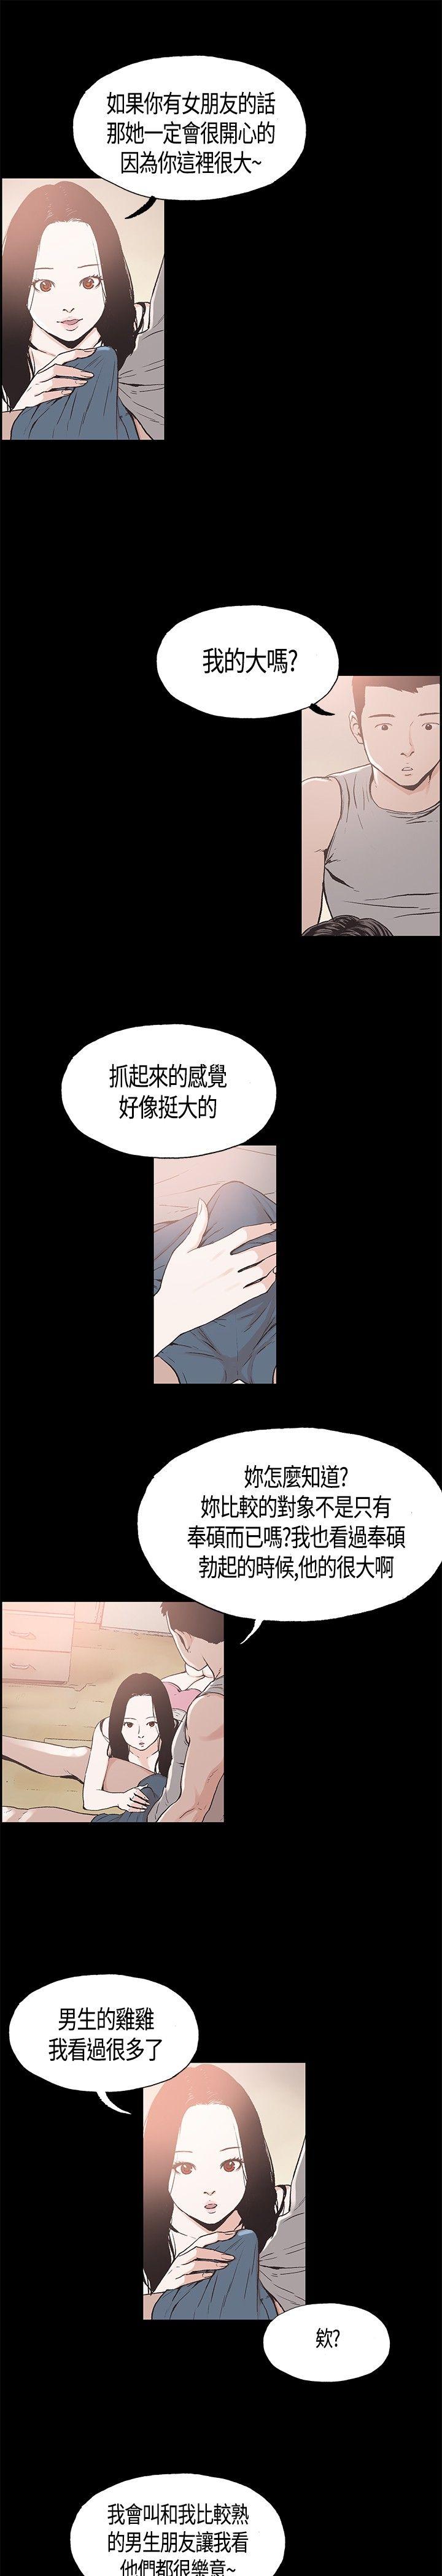 如果你有女朋友的話
那她一定會很開心的
因為你這裡很大~
我的大嗎?
抓起來的感覺
好像挺大的
妳怎麼知道?
妳比較的對象不是只有
奉碩而已嗎?我也看過奉碩
勃起的時候,他的很大啊
男生的雞雞
我看過很多了
欸?
我會叫和我比較熟
的男生朋友讓我看
他們都很樂意~